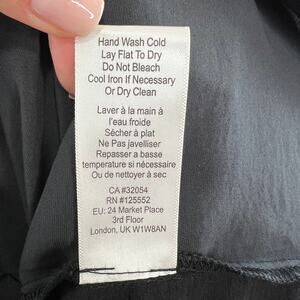 Hand Wash Cold
Lay Flat To Dry
Do Not Bleach
Cool Iron If Necessary
Or Dry Clean
Laver à la main à
l'eau froide
Sécher à plat
Ne Pas javelliser
Repasser a basse
temperature si nécessaire
Ou de nettoyer à sec
CA #32054
RN #125552
EU: 24 Market Place
3rd Floor
London, UK W1W8AN